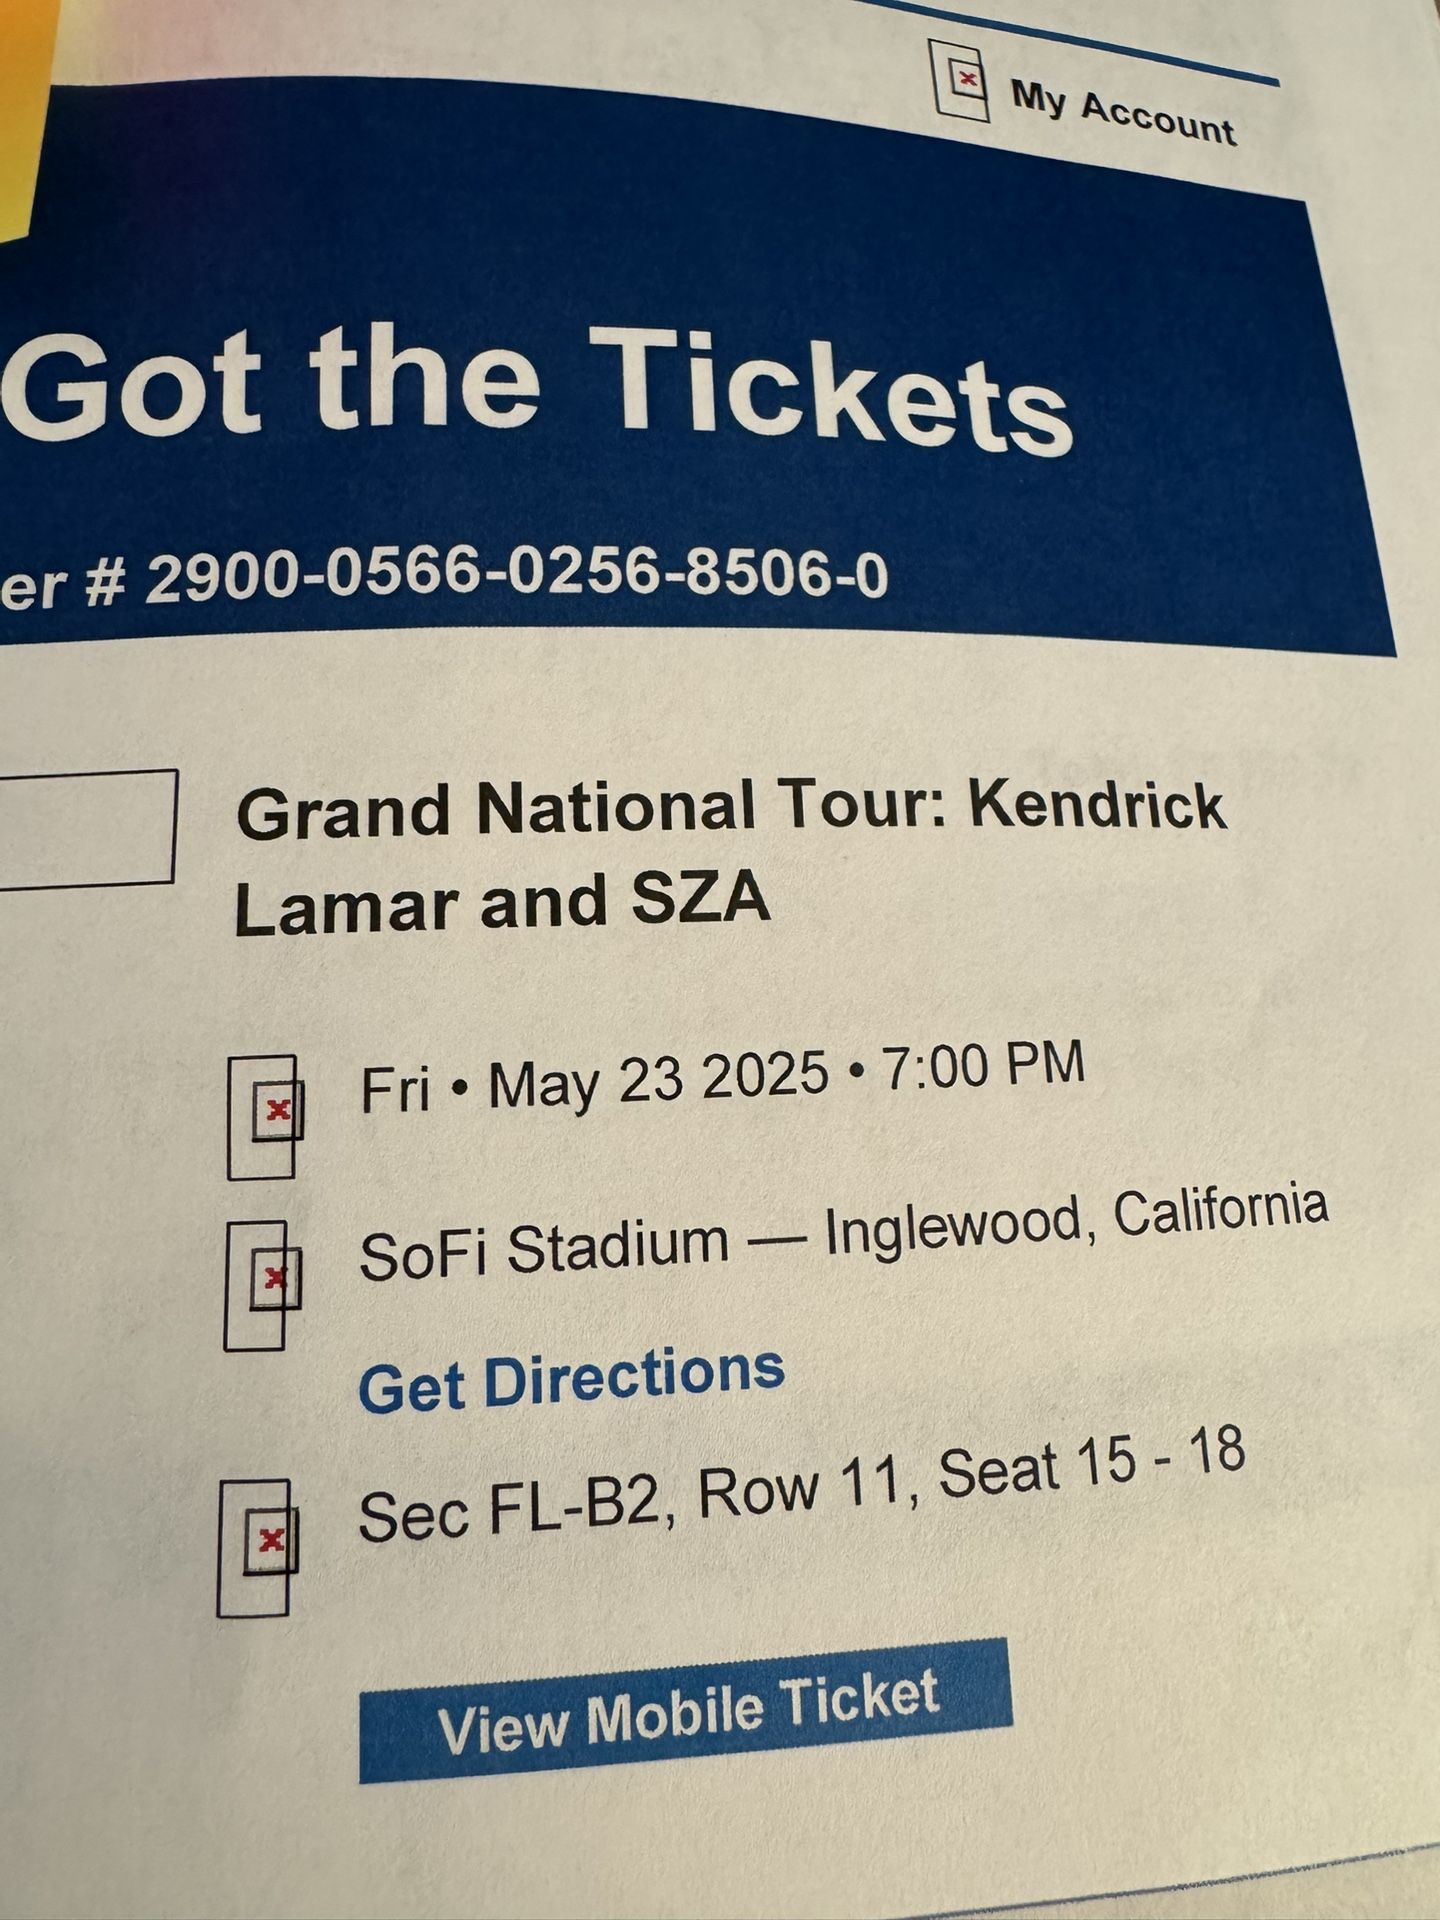 My Account
Got the Tickets
er # 2900-0566-0256-8506-0
Grand National Tour: Kendrick
Lamar and SZA
Fri • May 23 2025 • 7:00 PM
SoFi Stadium — Inglewood, California
Get Directions
Sec FL-B2, Row 11, Seat 15 - 18
View Mobile Ticket